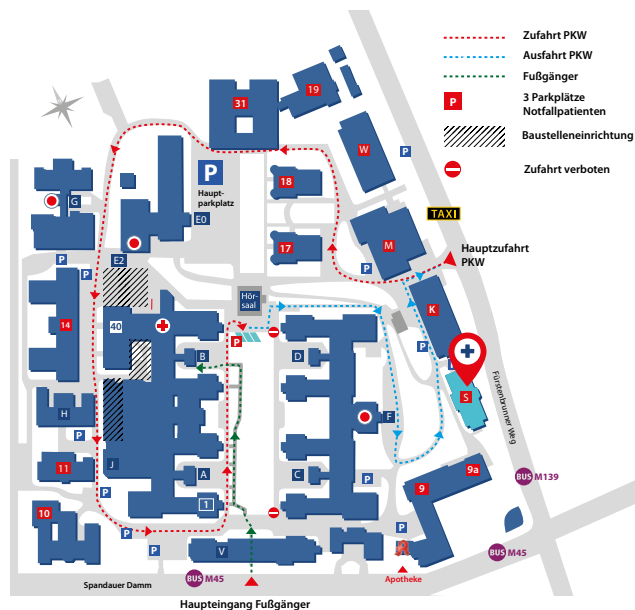 Zufahrt PKW
Ausfahrt PKW
Fußgänger
P
3 Parkplätze
Notfallpatienten
Baustelleneinrichtung
Zufahrt verboten
31
19
W
P
18
P
Haupt-
parkplatz
G
E0
TAXI
17
M
Hauptzufahrt
PKW
E2
P
P
P
Hör-
saal
K
14
40
P
B
D
P
S
Fürstenbrunner Weg
H
F
P
11
J
A
C
P
9
9a
BUS M139
P
10
1
P
P
P
V
BUS M45
Apotheke
Spandauer Damm
BUS M45
Haupteingang Fußgänger